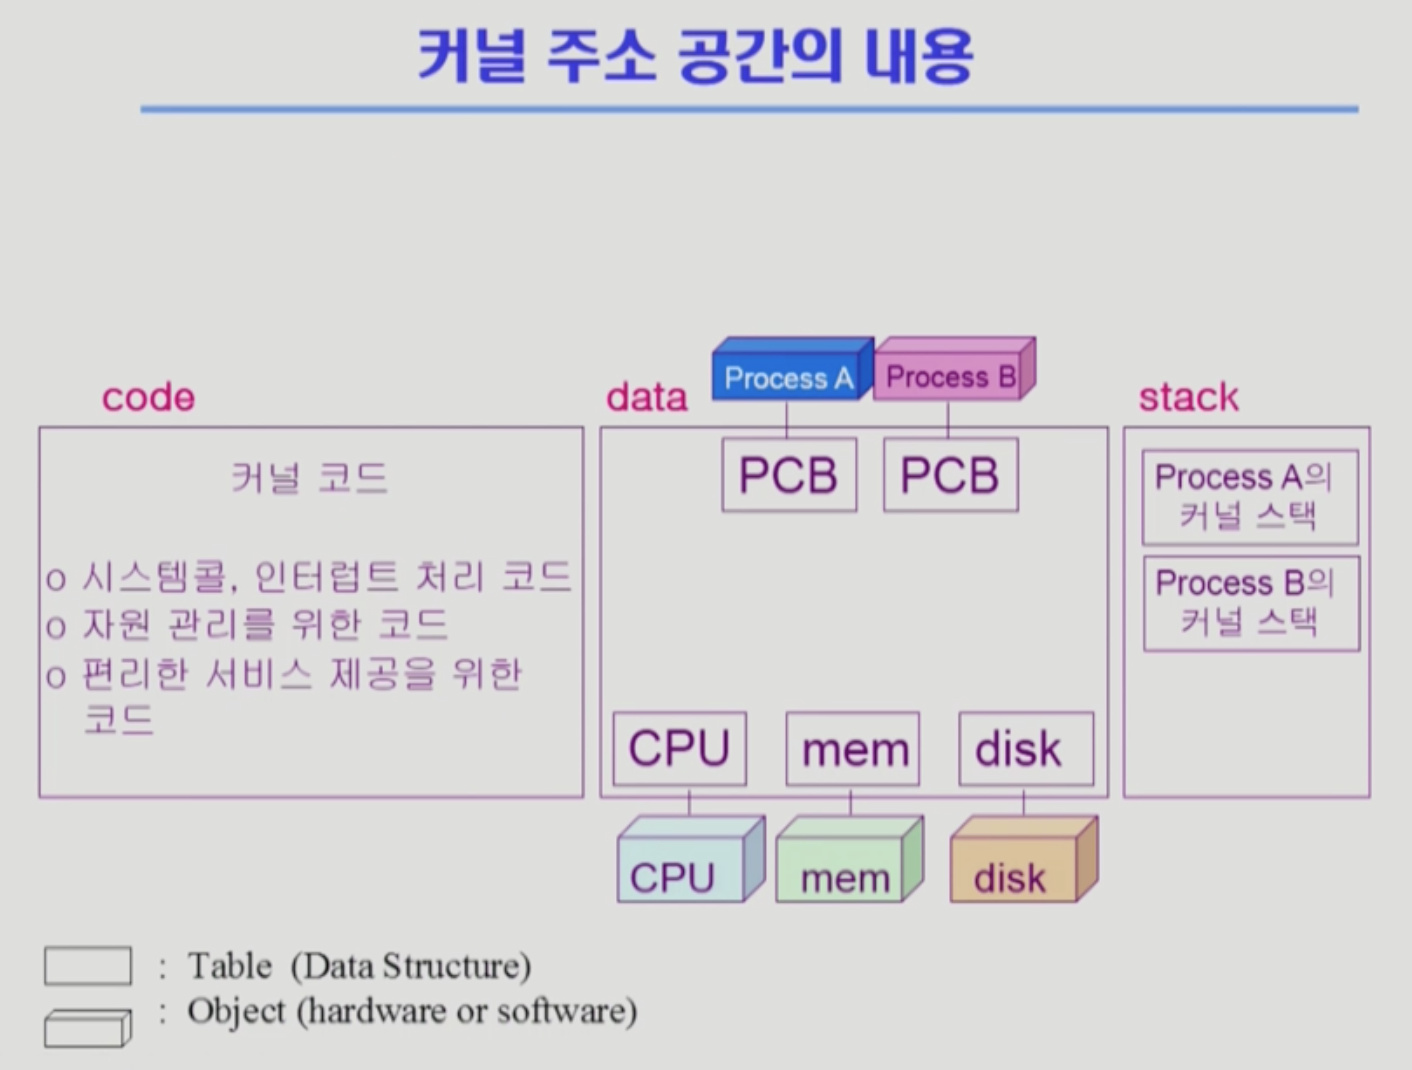 커널 주소 공간의 내용
code
커널 코드
o 시스템콜, 인터럽트 처리 코드
o 자원 관리를 위한 코드
o 편리한 서비스 제공을 위한
코드
data
Process A
Process B
PCB
PCB
CPU
mem
disk
CPU
mem
disk
stack
Process A의
커널 스택
Process B의
커널 스택
: Table (Data Structure)
: Object (hardware or software)